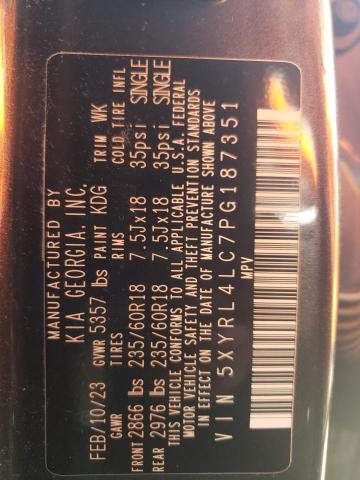 MANUFACTURED BY
KIA GEORGIA, INC.
FEB/10/23 GVWR 5357 lbs PAINT KDG TRIM WK
GAWR TIRES RIMS COLD TIRE INFL
FRONT 2866 lbs 235/60R18 7.5Jx18 35psi SINGLE
REAR 2976 lbs 235/60R18 7.5Jx18 35psi SINGLE
THIS VEHICLE CONFORMS TO ALL APPLICABLE U.S.A. FEDERAL
MOTOR VEHICLE SAFETY AND THEFT PREVENTION STANDARDS
IN EFFECT ON THE DATE OF MANUFACTURE SHOWN ABOVE
VIN 5XYRL4LC7PG187351
MPV